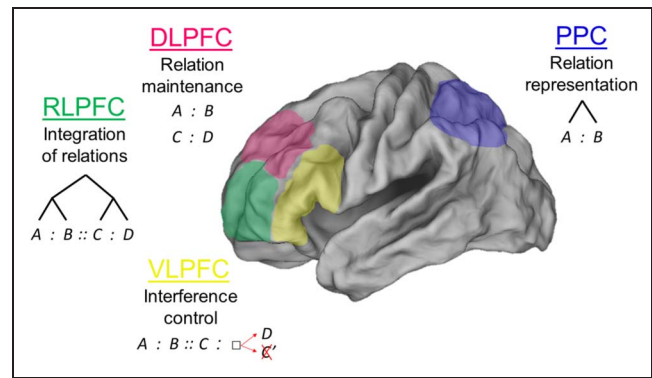 DLPFC
Relation
maintenance
A : B
C : D
PPC
Relation
representation
A : B
RLPFC
Integration
of relations
A : B :: C : D
VLPFC
Interference
control
A : B :: C : □ D
C'